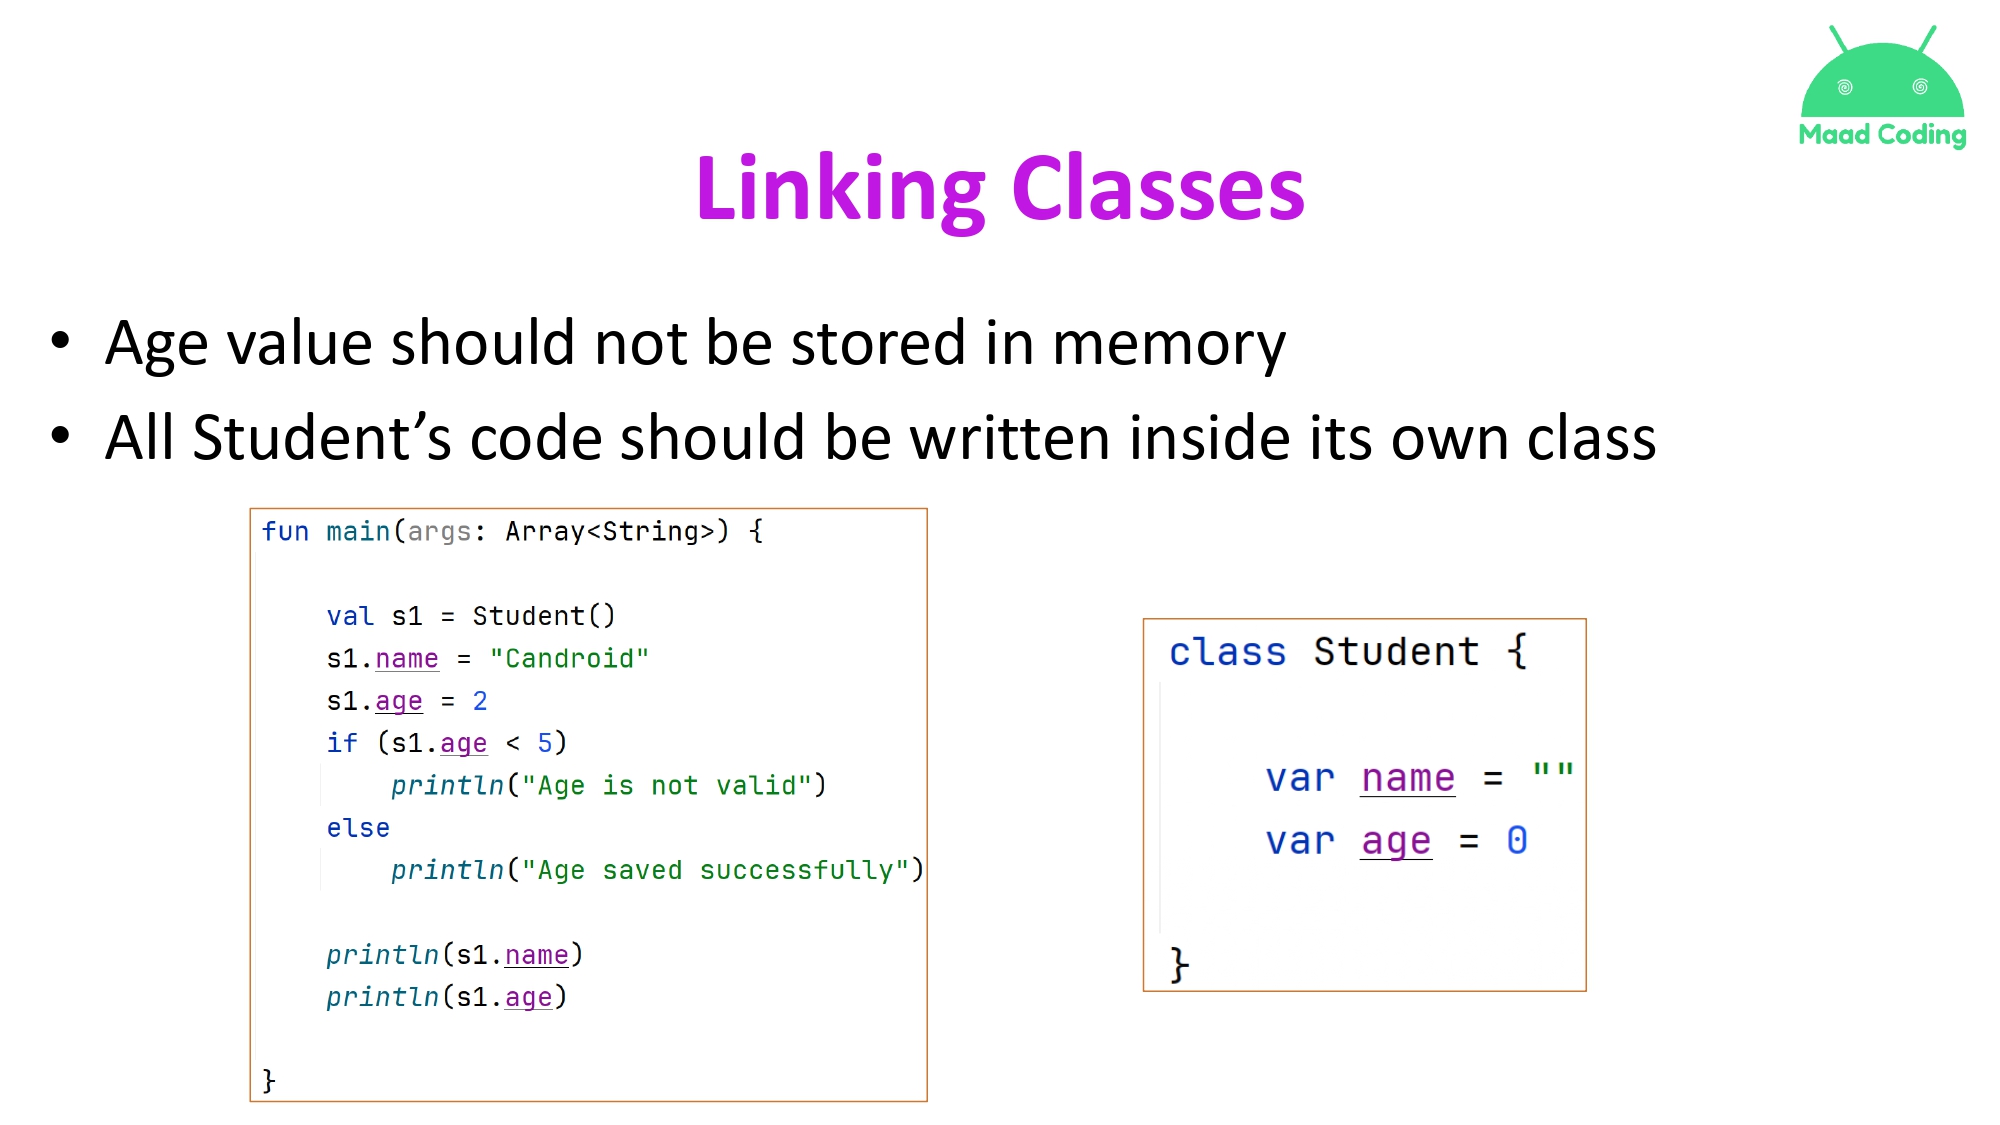 Maad Coding
Linking Classes
• Age value should not be stored in memory
• All Student’s code should be written inside its own class
fun main(args: Array<String>) {
val s1 = Student()
s1.name = "Candroid"
s1.age = 2
if (s1.age < 5)
println("Age is not valid")
else
println("Age saved successfully")
println(s1.name)
println(s1.age)
}
class Student {
var name = ""
var age = 0
}